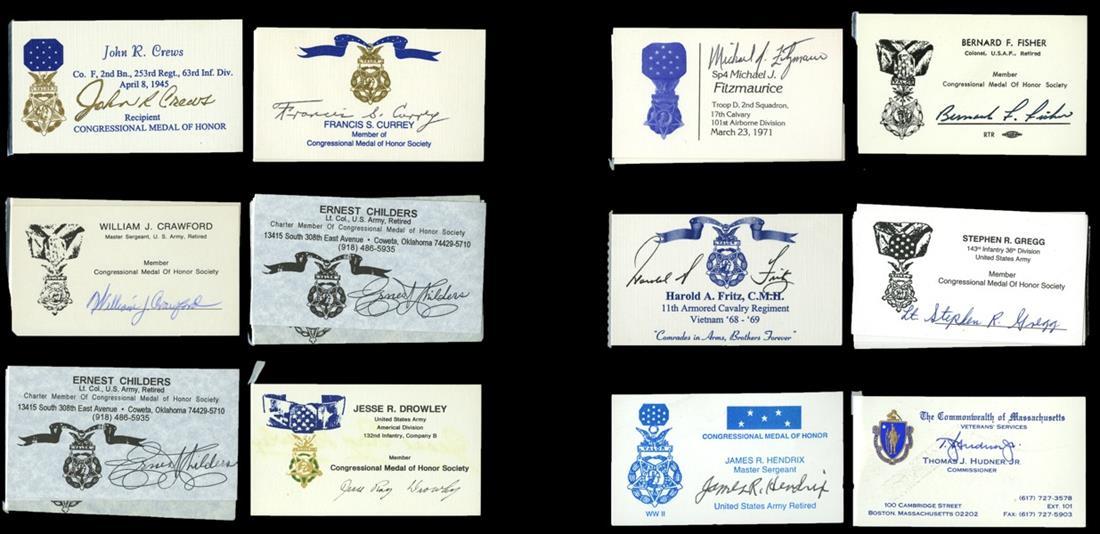 John R. Crews
Co. F, 2nd Bn., 253rd Regt., 63rd Inf. Div.
April 8, 1945
John R Crews
Recipient
CONGRESSIONAL MEDAL OF HONOR
VALOR
Francis S. Currey
FRANCIS S. CURREY
Member of
Congressional Medal of Honor Society
Michael J. Fitzmaurice
Sp4 Michael J.
Fitzmaurice
Troop D, 2nd Squadron,
17th Calvary
101st Airborne Division
March 23, 1971
BERNARD F. FISHER
Colonel, U.S.A.F., Retired
Member
Congressional Medal Of Honor Society
Bernard F. Fisher
RTR
WILLIAM J. CRAWFORD
Master Sergeant, U. S. Army, Retired
Member
Congressional Medal Of Honor Society
William J. Crawford
ERNEST CHILDERS
Lt. Col., U.S. Army, Retired
Charter Member Of Congressional Medal Of Honor Society
13415 South 308th East Avenue • Coweta, Oklahoma 74429-5710
(918) 486-5935
Ernest Childers
Harold A Fritz
VALOR
Harold A. Fritz, C.M.H.
11th Armored Cavalry Regiment
Vietnam '68 - '69
"Comrades in Arms, Brothers Forever"
STEPHEN R. GREGG
143rd Infantry 36th Division
United States Army
Member
Congressional Medal Of Honor Society
Lt Stephen R. Gregg
ERNEST CHILDERS
Lt. Col., U.S. Army, Retired
Charter Member Of Congressional Medal Of Honor Society
13415 South 308th East Avenue • Coweta, Oklahoma 74429-5710
(918) 486-5935
Ernest Childers
JESSE R. DROWLEY
United States Army
Americal Division
132nd Infantry, Company B
Member
Congressional Medal of Honor Society
Jesse Ray Drowley
CONGRESSIONAL MEDAL OF HONOR
VALOR
JAMES R. HENDRIX
Master Sergeant
James R. Hendrix
WW II
United States Army Retired
The Commonwealth of Massachusetts
VETERANS' SERVICES
T. J. Hudner Jr.
THOMAS J. HUDNER JR.
COMMISSIONER
100 CAMBRIDGE STREET
BOSTON, MASSACHUSETTS 02202
(617) 727-3578
EXT. 101
FAX: (617) 727-5903